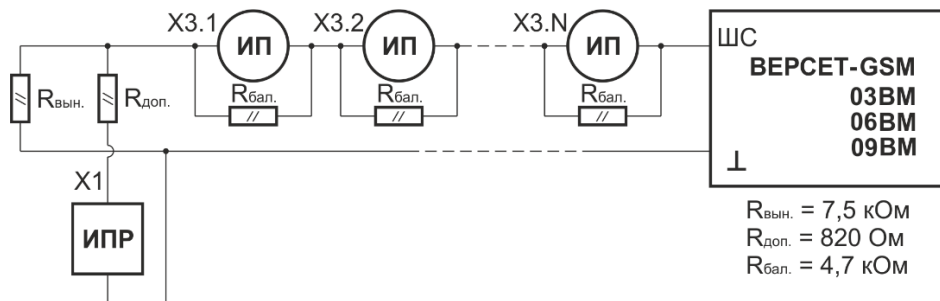 X3.1
X3.2
X3.N
ИП
ИП
ИП
ШС
ВЕРСЕТ-GSM
03ВМ
06ВМ
09ВМ
⊥
Rвын.
Rдоп.
Rбал.
Rбал.
Rбал.
X1
ИПР
Rвын. = 7,5 кОм
Rдоп. = 820 Ом
Rбал. = 4,7 кОм